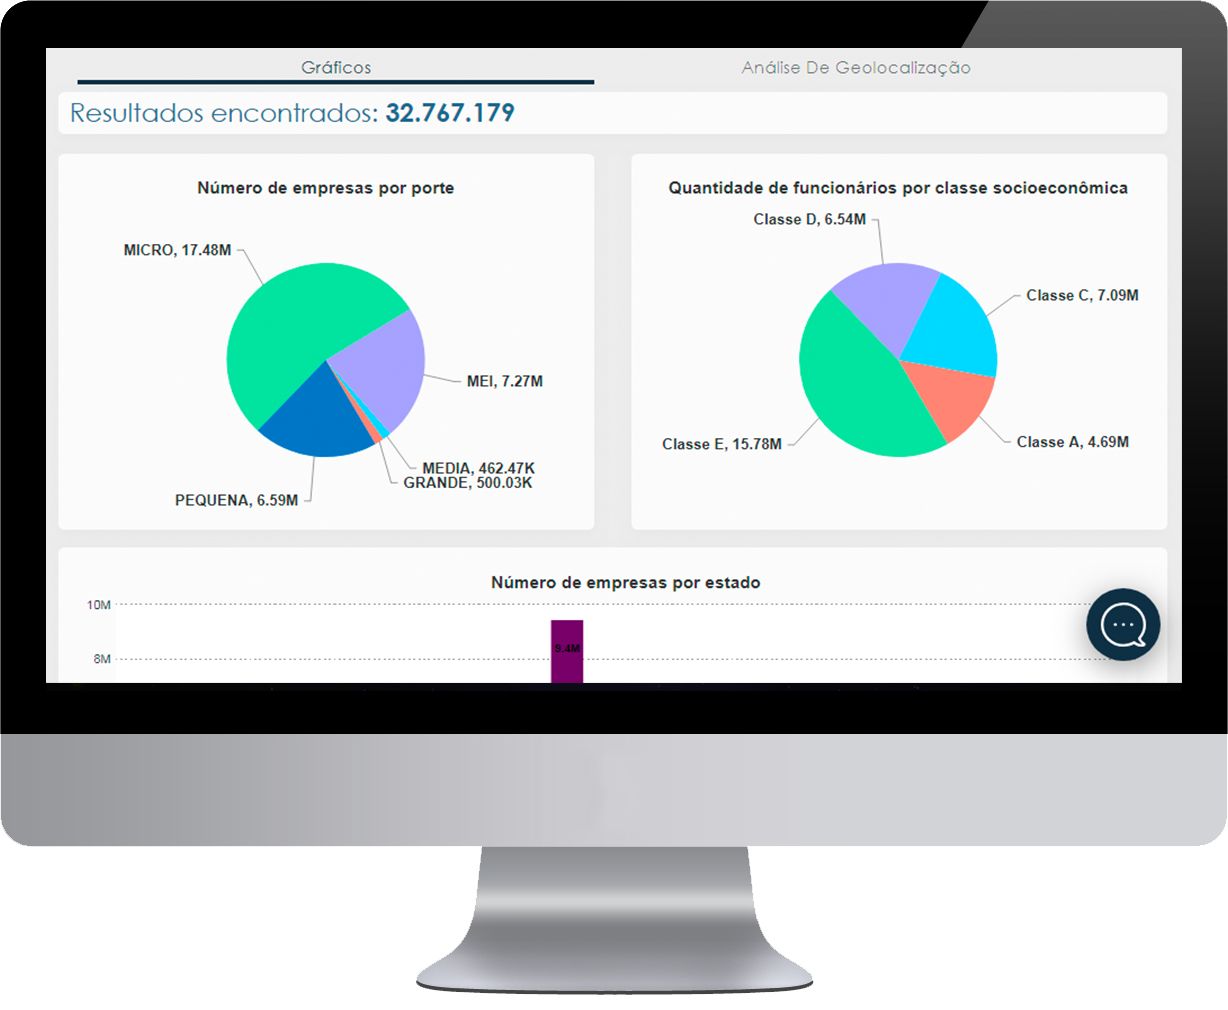 Gráficos
Análise De Geolocalização
Resultados encontrados: 32.767.179
Número de empresas por porte
MICRO, 17.48M
MEI, 7.27M
MEDIA, 462.47K
GRANDE, 500.03K
PEQUENA, 6.59M
Quantidade de funcionários por classe socioeconômica
Classe D, 6.54M
Classe C, 7.09M
Classe E, 15.78M
Classe A, 4.69M
Número de empresas por estado
10M
9.4M
8M